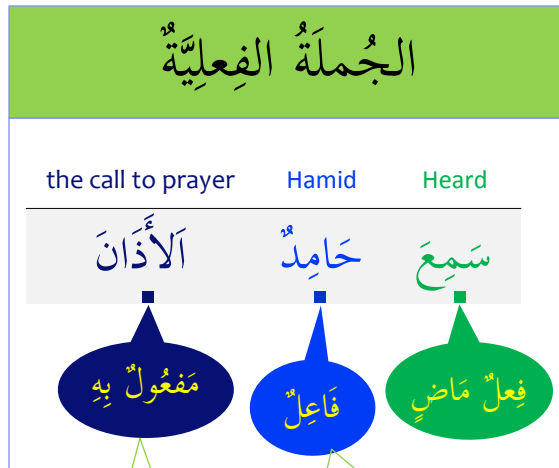 الجُملَةُ الفِعلِيَّةٌ
the call to prayer Hamid Heard
سَمِعَ حَامِدٌ اَلأَذَانَ
فِعلٌ مَاضٍ فَاعِلٌ مَفعُولٌ بِهِ